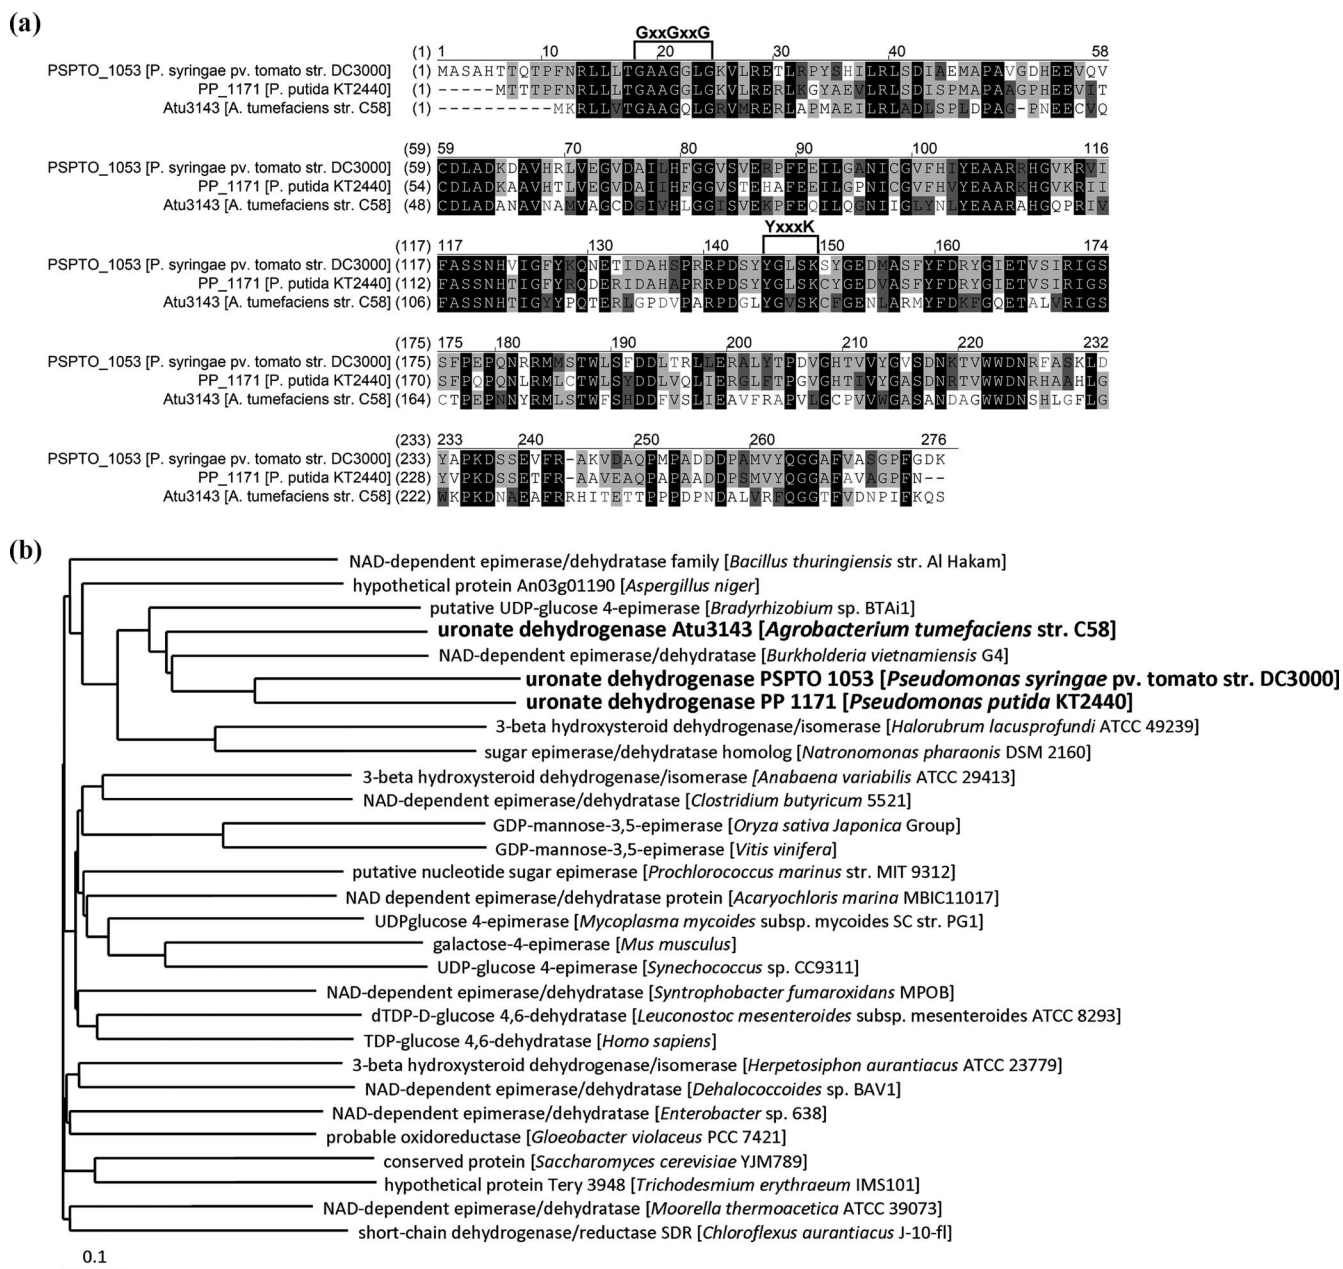 (a)
GxxGxxG
(1) 1 10 20 30 40 58
PSPTO_1053 [P. syringae pv. tomato str. DC3000] (1) MASAHTTQTPFNRLLLTGAAGGLGKVLRETLRPYSHILRLSDIAEMAPAVGDHEEVQV
PP_1171 [P. putida KT2440] (1) -----MTTTPFNRLLLTGAAGGLGKVLRERLKGYAEVLRLSDISPMAPAAGPHEEVIT
Atu3143 [A. tumefaciens str. C58] (1) ----------MKRLLVTGAAGQLGRVMRERLAPMAEILRLADLSPLDPAG-PNEECVQ
(59) 59 70 80 90 100 116
PSPTO_1053 [P. syringae pv. tomato str. DC3000] (59) CDLADKDAVHRLVEGVDAILHFGGVSVERPFEEILGANICGVFHIYEAARRHGVKRVI
PP_1171 [P. putida KT2440] (54) CDLADKAAVHTLVEGVDAIIHFGGVSTEHAFEEILGPNICGVFHVYEAARKHGVKRII
Atu3143 [A. tumefaciens str. C58] (48) CDLADANAVNAMVAGCDGIVHLGGISVEKPFEQILQGNIIGLYNLYEAARAHGQPRIV
YxxxK
(117) 117 130 140 150 160 174
PSPTO_1053 [P. syringae pv. tomato str. DC3000] (117) FASSNHVIGFYKQNETIDAHSPRRPDSYYGLSKSYGEDMASFYFDRYGIETVSIRIGS
PP_1171 [P. putida KT2440] (112) FASSNHTIGFYRQDERIDAHAPRRPDSYYGLSKCYGEDVASFYFDRYGIETVSIRIGS
Atu3143 [A. tumefaciens str. C58] (106) FASSNHTIGYYPQTERLGPDVPARPDGLYGVSKCFGENLARMYFDKFGQETALVRIGS
(175) 175 180 190 200 210 220 232
PSPTO_1053 [P. syringae pv. tomato str. DC3000] (175) SFPEPQNRRMMSTWLSFDDLTRLLERALYTPDVGHTVVYGVSDNKTVWWDNRFASKLD
PP_1171 [P. putida KT2440] (170) SFPQPQNLRMLCTWLSYDDLVQLIERGLFTPGVGHTIVYGASDNRTVWWDNRHAAHLG
Atu3143 [A. tumefaciens str. C58] (164) CTPEPNNYRMLSTWFSHDDFVSLIEAVFRAPVLGCPVVWGASANDAGWWDNSHLGFLG
(233) 233 240 250 260 276
PSPTO_1053 [P. syringae pv. tomato str. DC3000] (233) YAPKDSSEVFR-AKVDAQPMPADDDPAMVYQGGAFVASGPFGDK
PP_1171 [P. putida KT2440] (228) YVPKDSSETFR-AAVEAQPAPAADDPSMVYQGGAFAVAGPFN--
Atu3143 [A. tumefaciens str. C58] (222) WKPKDNAEAFRRHITETTPPPDPNDALVRFQGGTFVDNPIFKQS
(b)
NAD-dependent epimerase/dehydratase family [Bacillus thuringiensis str. Al Hakam]
hypothetical protein An03g01190 [Aspergillus niger]
putative UDP-glucose 4-epimerase [Bradyrhizobium sp. BTAi1]
uronate dehydrogenase Atu3143 [Agrobacterium tumefaciens str. C58]
NAD-dependent epimerase/dehydratase [Burkholderia vietnamiensis G4]
uronate dehydrogenase PSPTO 1053 [Pseudomonas syringae pv. tomato str. DC3000]
uronate dehydrogenase PP 1171 [Pseudomonas putida KT2440]
3-beta hydroxysteroid dehydrogenase/isomerase [Halorubrum lacusprofundi ATCC 49239]
sugar epimerase/dehydratase homolog [Natronomonas pharaonis DSM 2160]
3-beta hydroxysteroid dehydrogenase/isomerase [Anabaena variabilis ATCC 29413]
NAD-dependent epimerase/dehydratase [Clostridium butyricum 5521]
GDP-mannose-3,5-epimerase [Oryza sativa Japonica Group]
GDP-mannose-3,5-epimerase [Vitis vinifera]
putative nucleotide sugar epimerase [Prochlorococcus marinus str. MIT 9312]
NAD dependent epimerase/dehydratase protein [Acaryochloris marina MBIC11017]
UDPglucose 4-epimerase [Mycoplasma mycoides subsp. mycoides SC str. PG1]
galactose-4-epimerase [Mus musculus]
UDP-glucose 4-epimerase [Synechococcus sp. CC9311]
NAD-dependent epimerase/dehydratase [Syntrophobacter fumaroxidans MPOB]
dTDP-D-glucose 4,6-dehydratase [Leuconostoc mesenteroides subsp. mesenteroides ATCC 8293]
TDP-glucose 4,6-dehydratase [Homo sapiens]
3-beta hydroxysteroid dehydrogenase/isomerase [Herpetosiphon aurantiacus ATCC 23779]
NAD-dependent epimerase/dehydratase [Dehalococcoides sp. BAV1]
NAD-dependent epimerase/dehydratase [Enterobacter sp. 638]
probable oxidoreductase [Gloeobacter violaceus PCC 7421]
conserved protein [Saccharomyces cerevisiae YJM789]
hypothetical protein Tery 3948 [Trichodesmium erythraeum IMS101]
NAD-dependent epimerase/dehydratase [Moorella thermoacetica ATCC 39073]
short-chain dehydrogenase/reductase SDR [Chloroflexus aurantiacus J-10-fl]
0.1